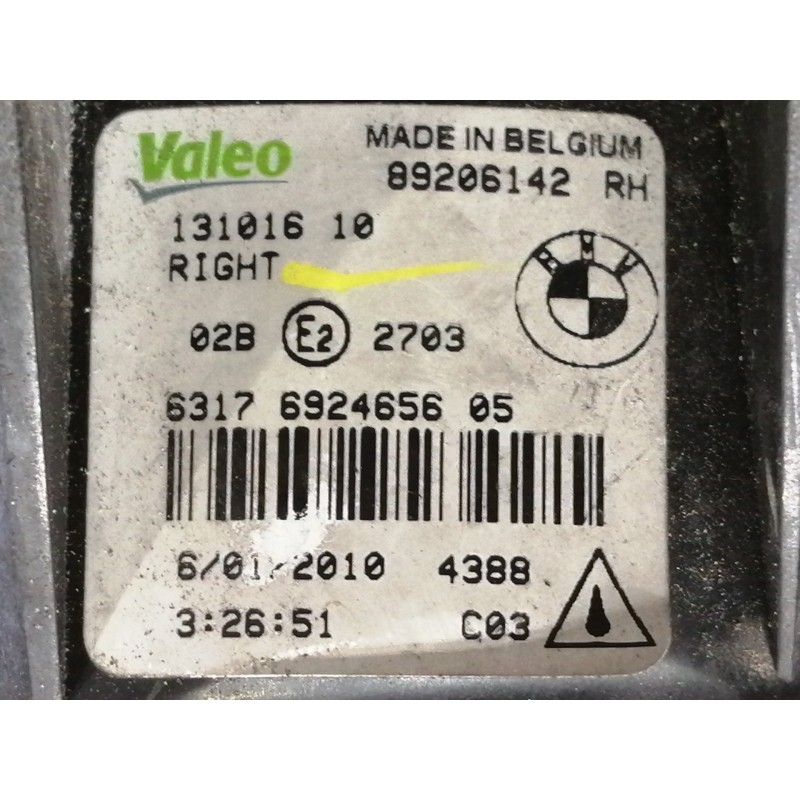 Valeo
MADE IN BELGIUM
89206142 RH
131016 10
RIGHT
BMW
02B E2 2703
6317 6924656 05
6/01/2010 4388
3:26:51 C03